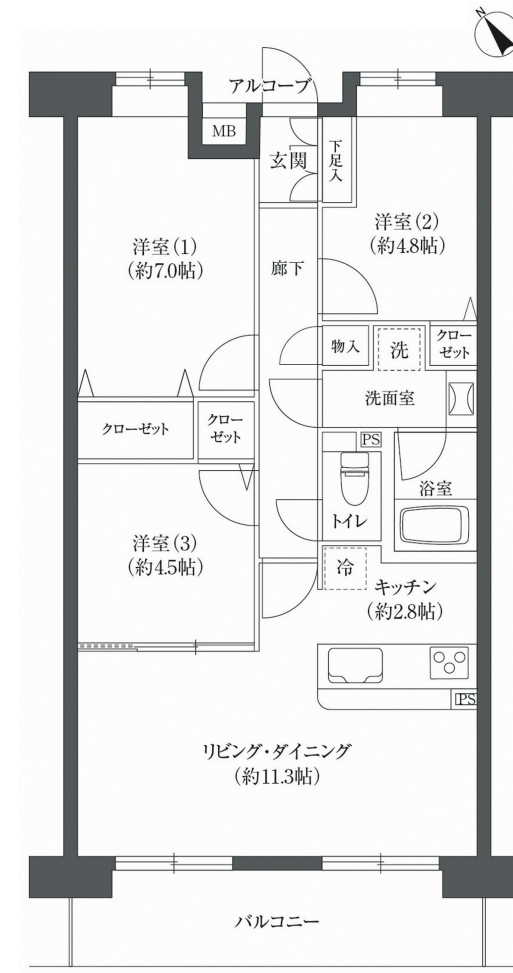 N
アルコーブ
MB
玄関
下足入
洋室(1)
(約7.0帖)
洋室(2)
(約4.8帖)
廊下
物入
洗
クロー
ゼット
洗面室
クローゼット
クロー
ゼット
PS
浴室
トイレ
洋室(3)
(約4.5帖)
冷
キッチン
(約2.8帖)
PS
リビング・ダイニング
(約11.3帖)
バルコニー